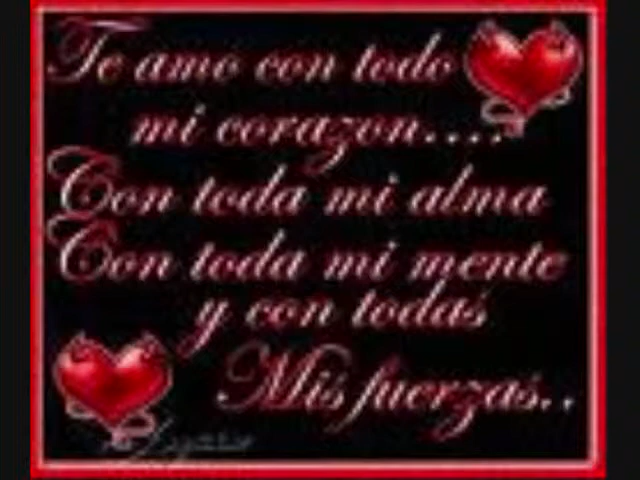 Te amo con todo
mi corazon....
Con toda mi alma
Con toda mi mente
y con todas
Mis fuerzas..